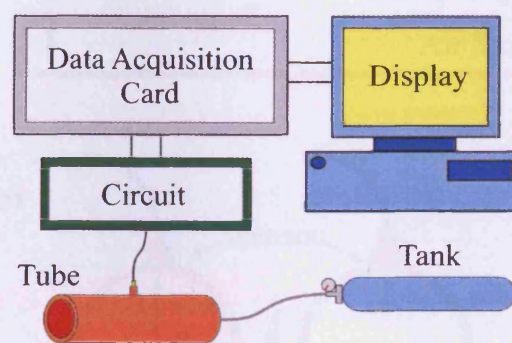 Data Acquisition
Card
Display
Circuit
Tube
Tank